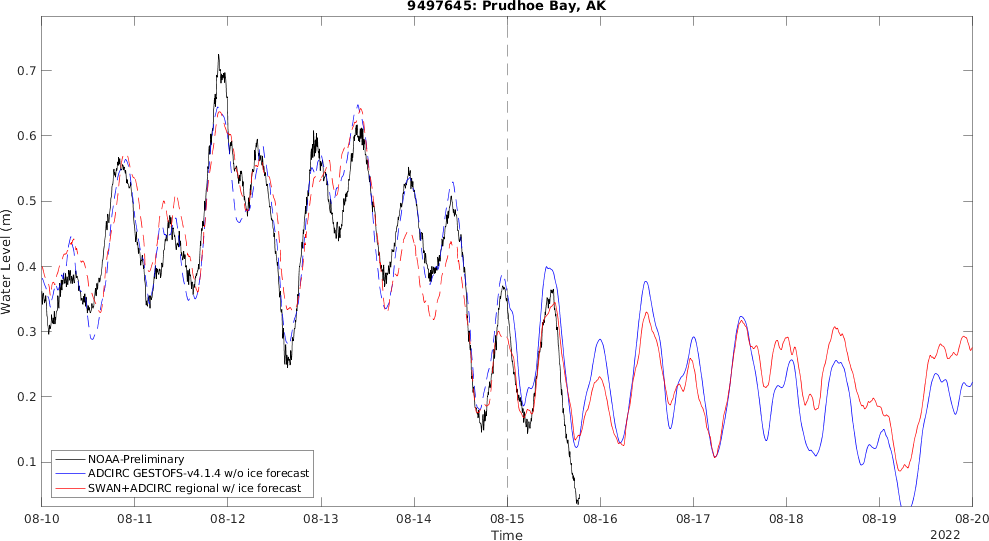 9497645: Prudhoe Bay, AK
Water Level (m)
0.7
0.6
0.5
0.4
0.3
0.2
0.1
NOAA-Preliminary
ADCIRC GESTOFS-v4.1.4 w/o ice forecast
SWAN+ADCIRC regional w/ ice forecast
08-10 08-11 08-12 08-13 08-14 08-15 08-16 08-17 08-18 08-19 08-20
Time
2022